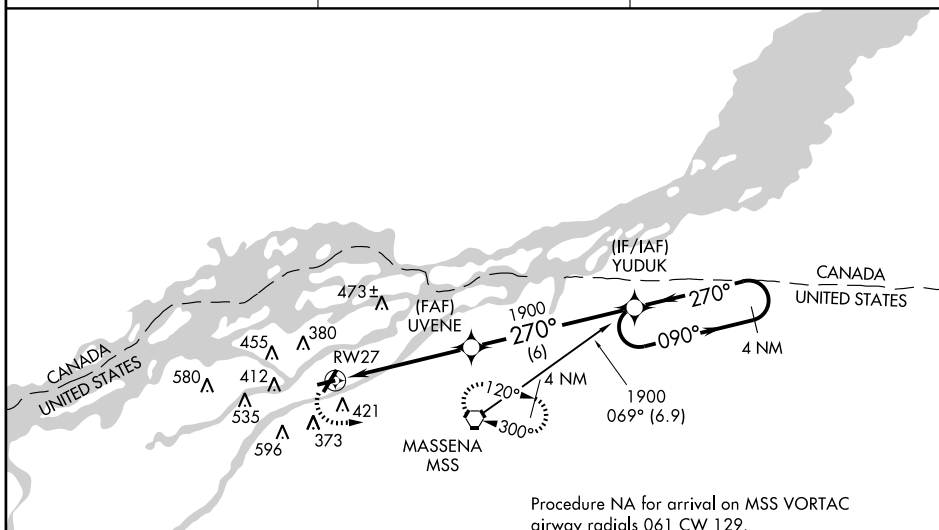 (IF/IAF)
YUDUK
CANADA
UNITED STATES
270°
090°
4 NM
473±
(FAF)
UVENE
1900
270°
(6)
455
380
RW27
CANADA
UNITED STATES
580
412
535
421
596
373
120°
4 NM
300°
1900
069° (6.9)
MASSENA
MSS
Procedure NA for arrival on MSS VORTAC
airway radials 061 CW 129.